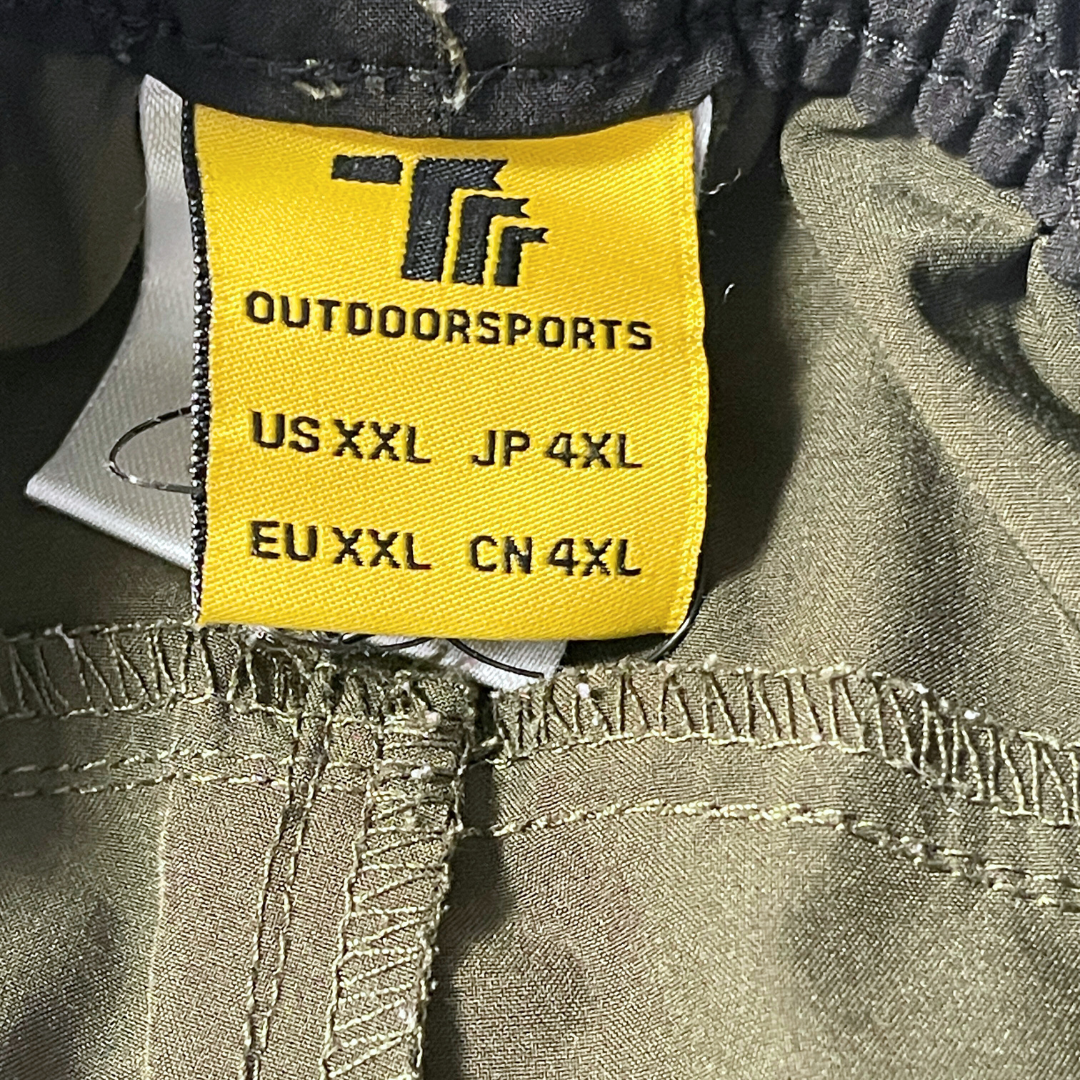 OUTDOORSPORTS
US XXL JP 4XL
EU XXL CN 4XL